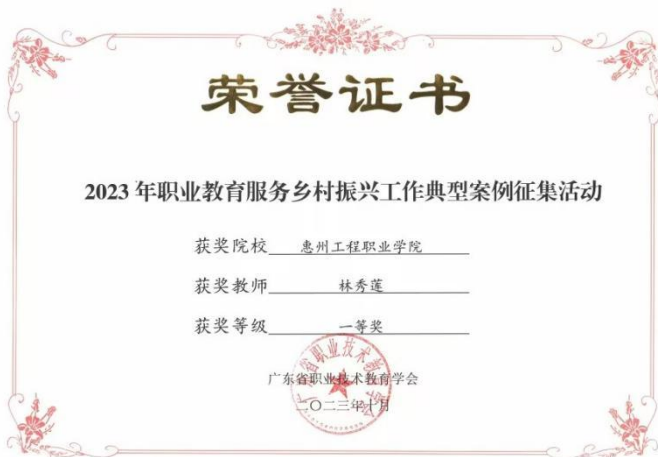 荣誉证书
2023年职业教育服务乡村振兴工作典型案例征集活动
获奖院校 惠州工程职业学院
获奖教师 林秀莲
获奖等级 一等奖
广东省职业技术教育学会
二〇二三年十月